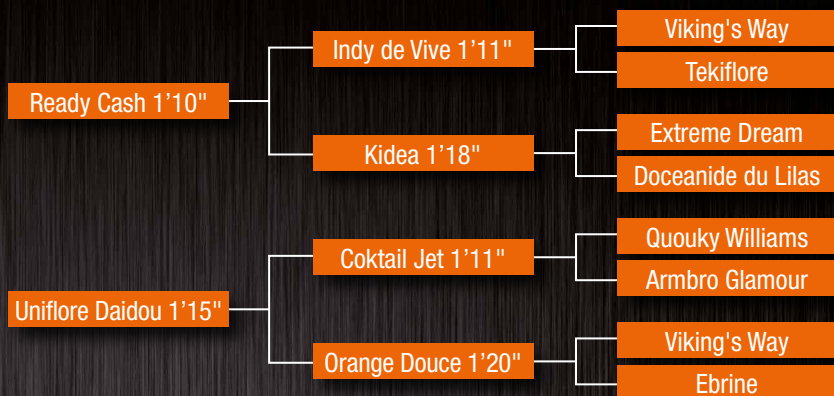 Viking's Way
Indy de Vive 1’11"
Tekiflore
Ready Cash 1’10"
Extreme Dream
Kidea 1’18"
Doceanide du Lilas
Quouky Williams
Coktail Jet 1’11"
Armbro Glamour
Uniflore Daidou 1’15"
Viking's Way
Orange Douce 1’20"
Ebrine